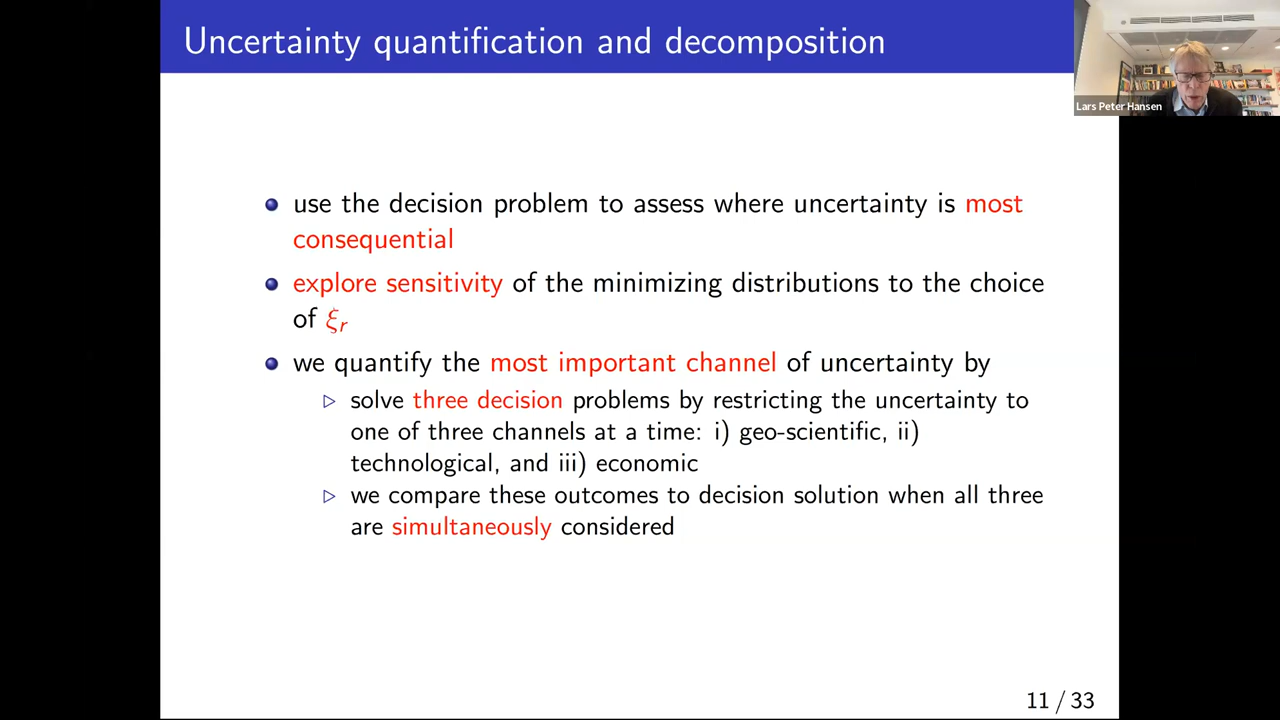 Uncertainty quantification and decomposition
Lars Peter Hansen
use the decision problem to assess where uncertainty is most
consequential
explore sensitivity of the minimizing distributions to the choice
of ξr
we quantify the most important channel of uncertainty by
▷ solve three decision problems by restricting the uncertainty to
one of three channels at a time: i) geo-scientific, ii)
technological, and iii) economic
▷ we compare these outcomes to decision solution when all three
are simultaneously considered
11 / 33